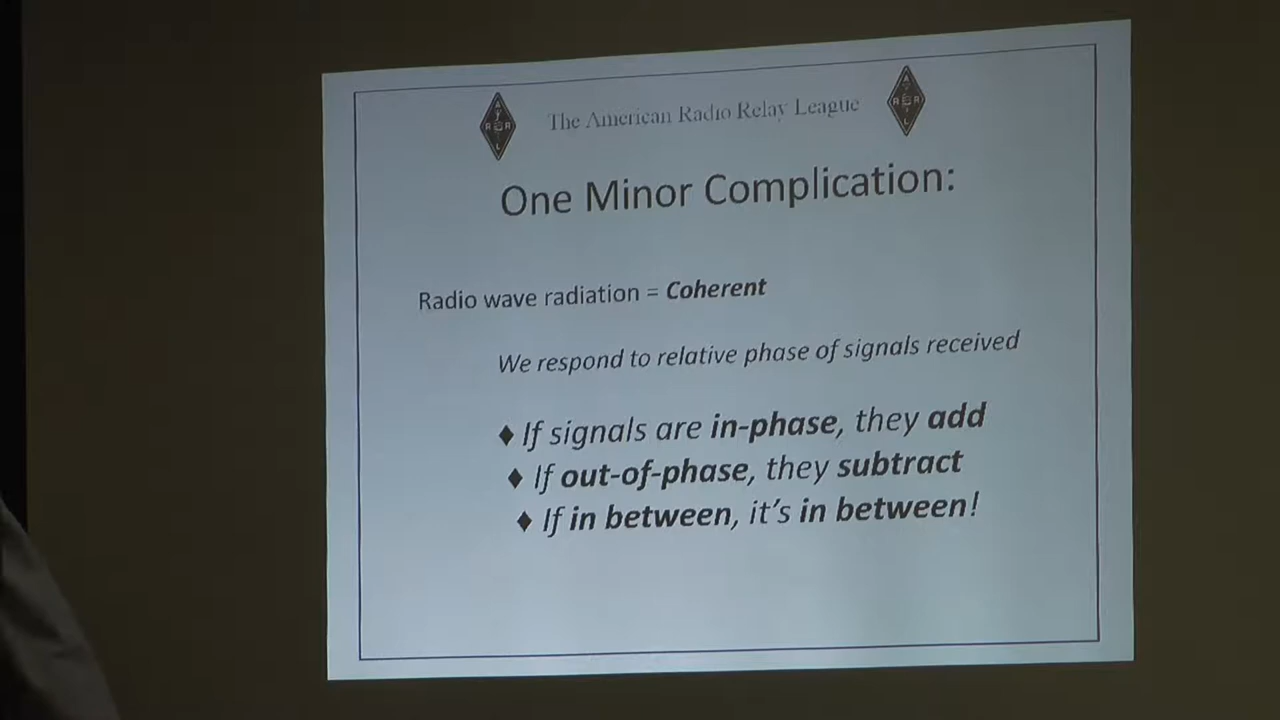 The American Radio Relay League
One Minor Complication:
Radio wave radiation = Coherent
We respond to relative phase of signals received
♦ If signals are in-phase, they add
♦ If out-of-phase, they subtract
♦ If in between, it's in between!